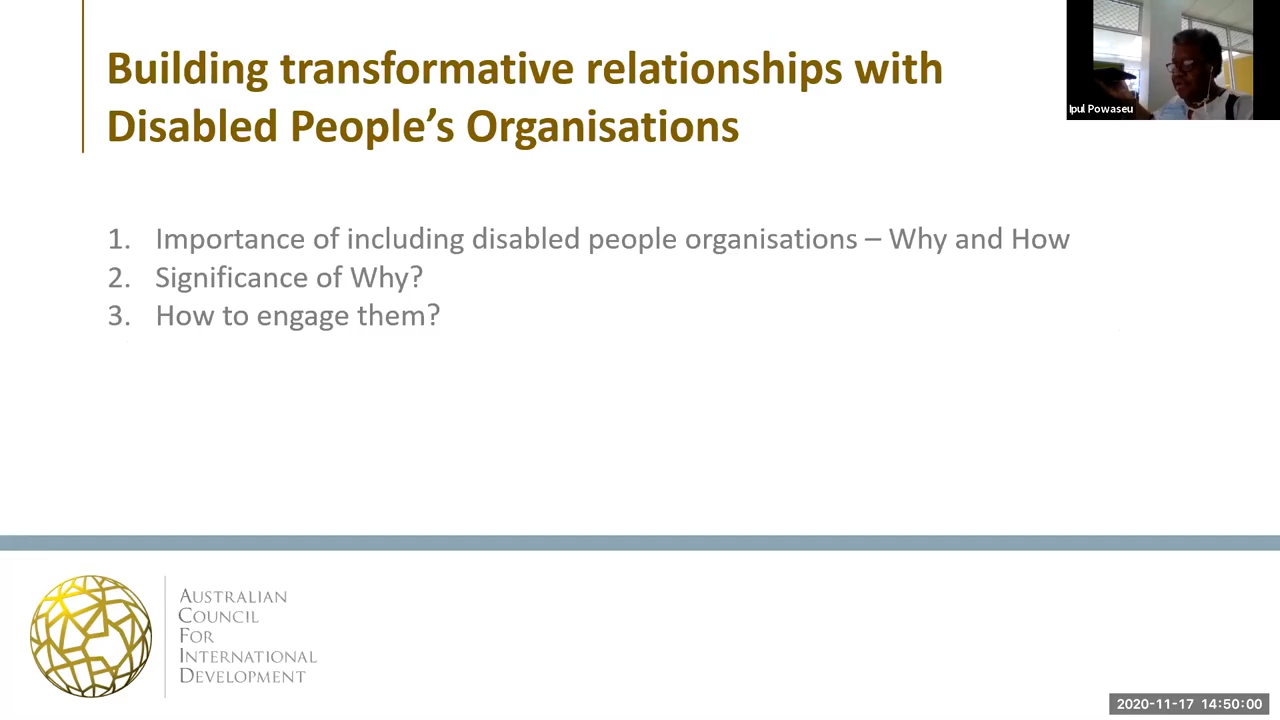 Building transformative relationships with
Disabled People's Organisations
Ipul Powaseu
1. Importance of including disabled people organisations – Why and How
2. Significance of Why?
3. How to engage them?
AUSTRALIAN
COUNCIL
FOR
INTERNATIONAL
DEVELOPMENT
2020-11-17 14:50:00